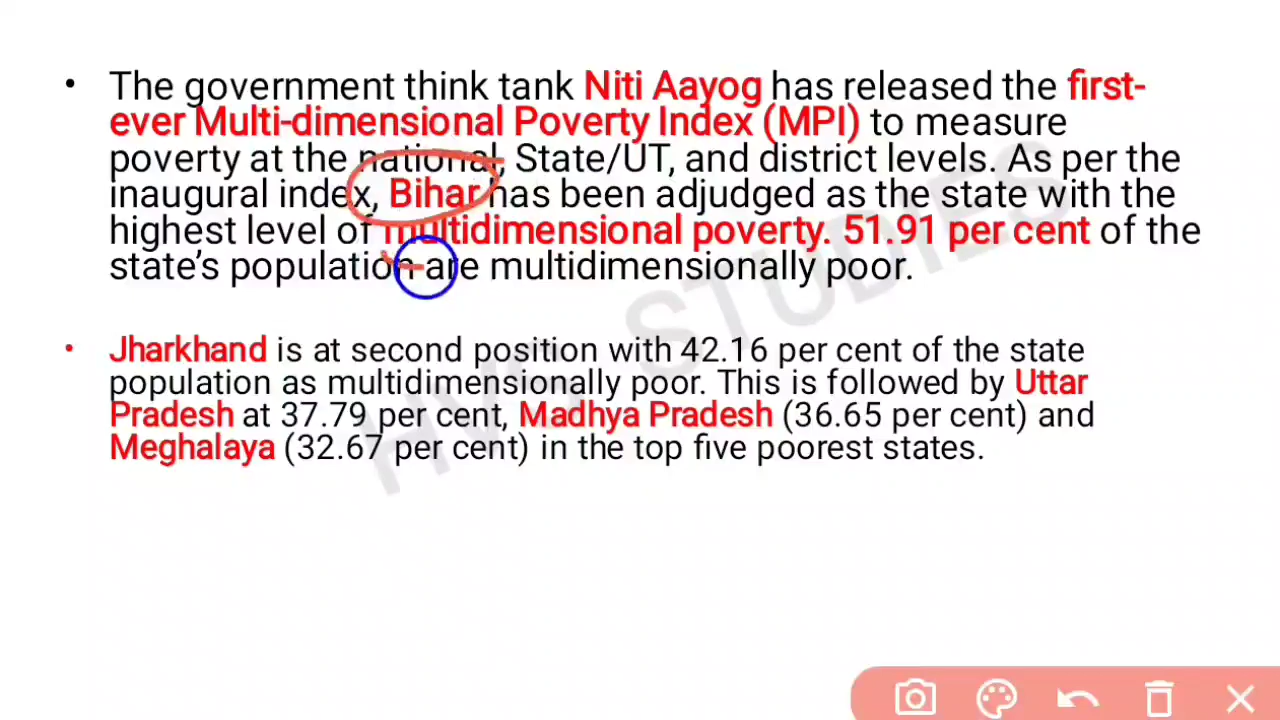 • The government think tank Niti Aayog has released the first-
ever Multi-dimensional Poverty Index (MPI) to measure
poverty at the national, State/UT, and district levels. As per the
inaugural index, Bihar has been adjudged as the state with the
highest level of multidimensional poverty. 51.91 per cent of the
state's population are multidimensionally poor.
• Jharkhand is at second position with 42.16 per cent of the state
population as multidimensionally poor. This is followed by Uttar
Pradesh at 37.79 per cent, Madhya Pradesh (36.65 per cent) and
Meghalaya (32.67 per cent) in the top five poorest states.
STUDIES